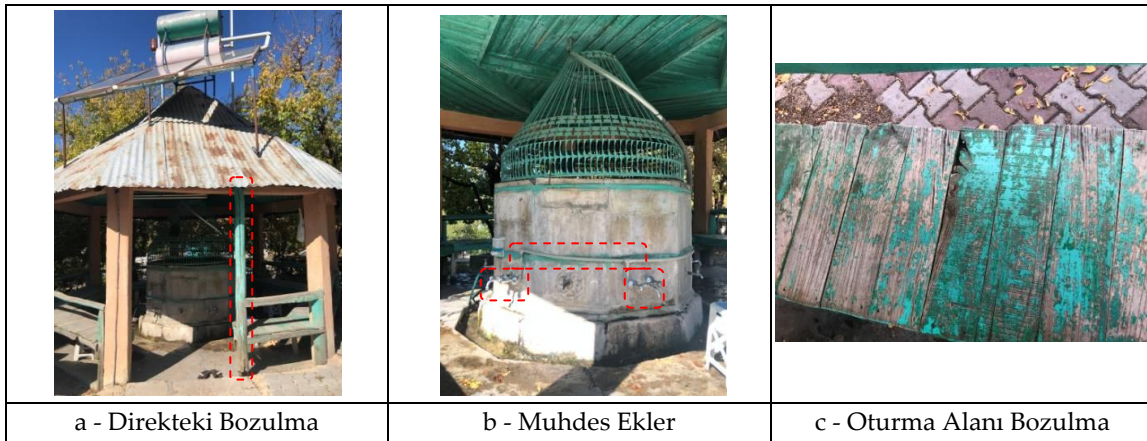 a - Direkteki Bozulma
b - Muhdes Ekler
c - Oturma Alanı Bozulma